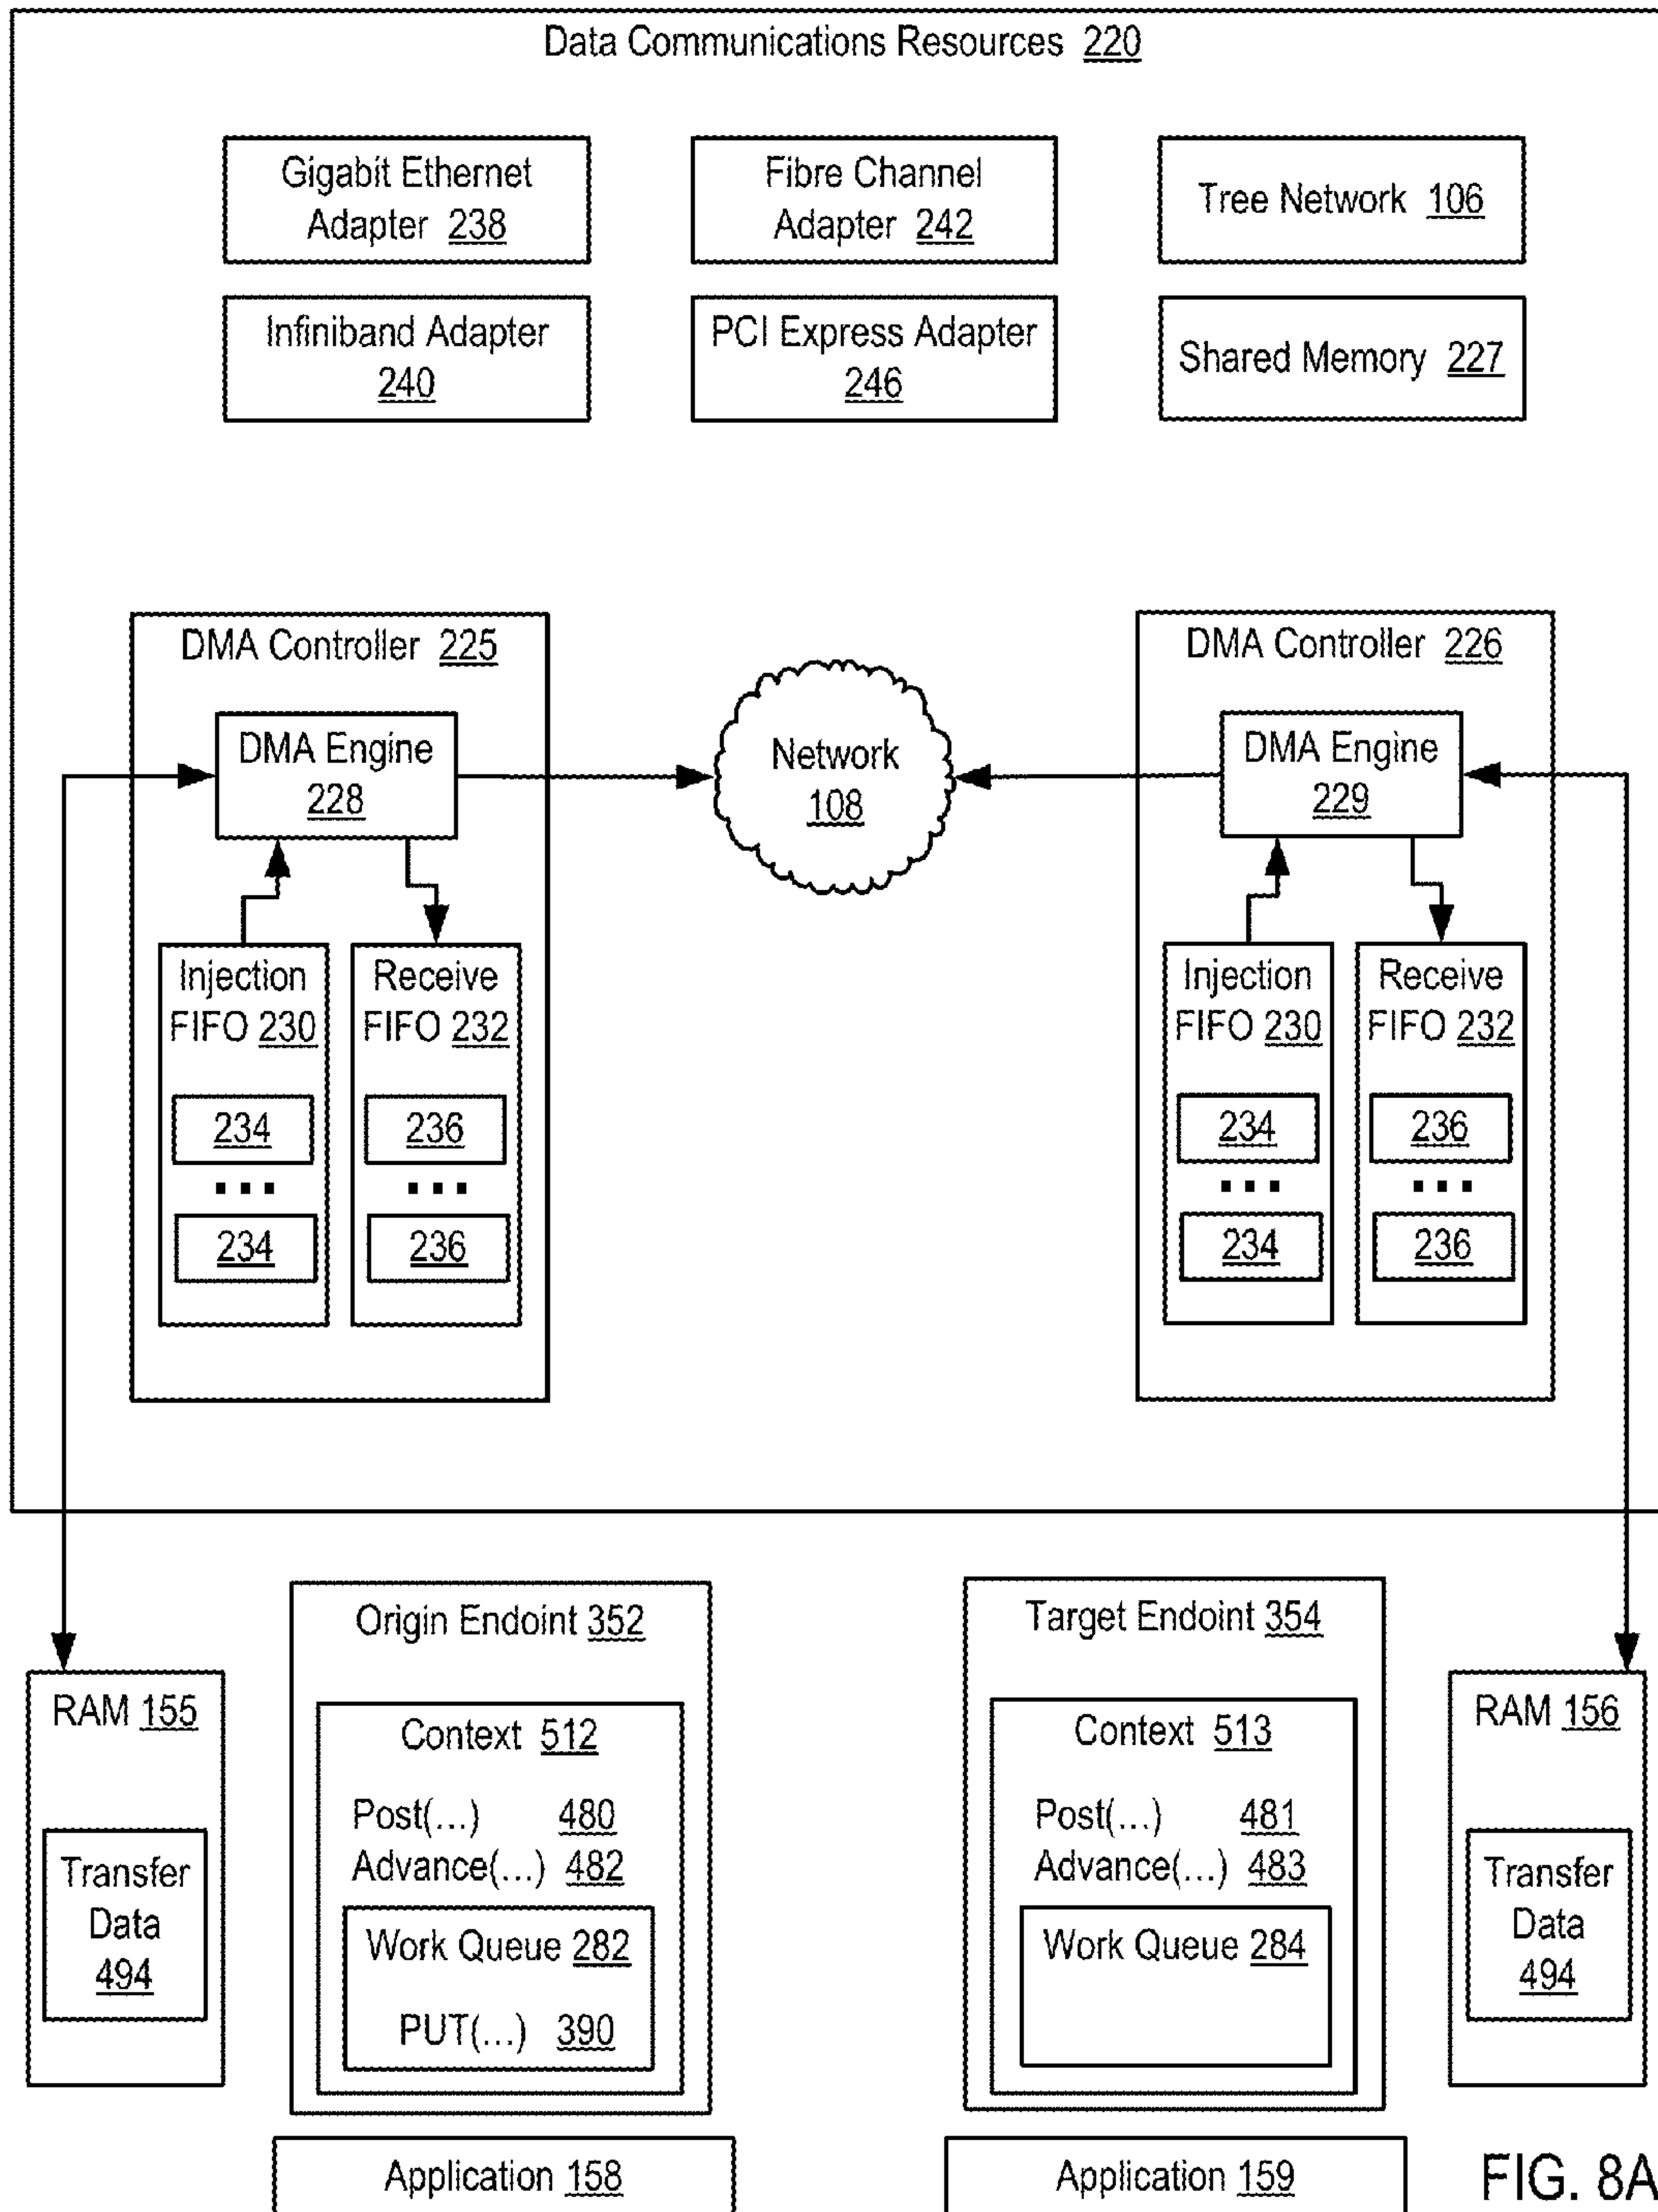 Data Communications Resources 220
Gigabit Ethernet
Adapter 238
Fibre Channel
Adapter 242
Tree Network 106
Infiniband Adapter
240
PCI Express Adapter
246
Shared Memory 227
DMA Controller 225
DMA Engine
228
Injection
FIFO 230
234
...
234
Receive
FIFO 232
236
...
236
Network
108
DMA Controller 226
DMA Engine
229
Injection
FIFO 230
234
...
234
Receive
FIFO 232
236
...
236
RAM 155
Transfer
Data
494
Origin Endoint 352
Context 512
Post(...) 480
Advance(...) 482
Work Queue 282
PUT(...) 390
Target Endoint 354
Context 513
Post(...) 481
Advance(...) 483
Work Queue 284
RAM 156
Transfer
Data
494
Application 158
Application 159
FIG. 8A